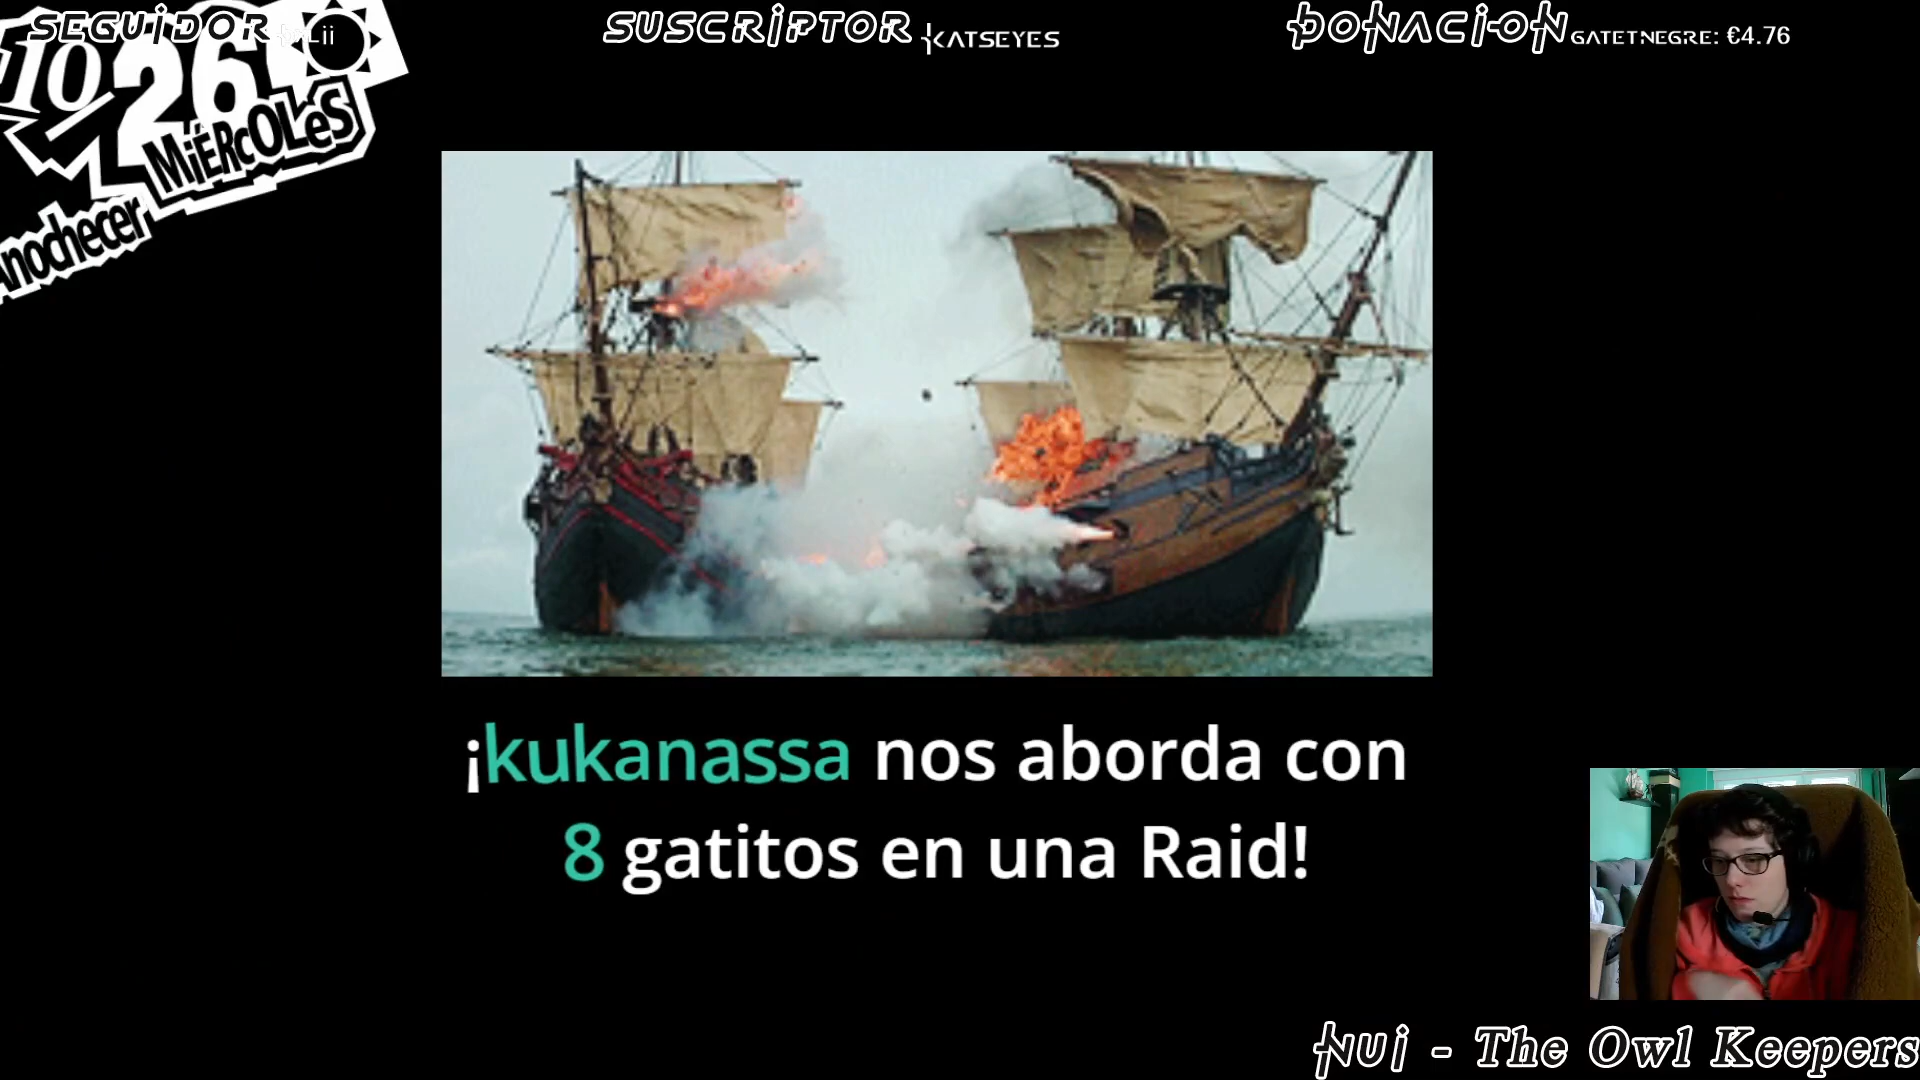 SEGUIDOR
SUSCRIPTOR KATSEYES
DONACION GATETNEGRE: €4.76
10/26
MiÉRcOLeS
Anochecer
¡kukanassa nos aborda con
8 gatitos en una Raid!
Nui - The Owl Keepers